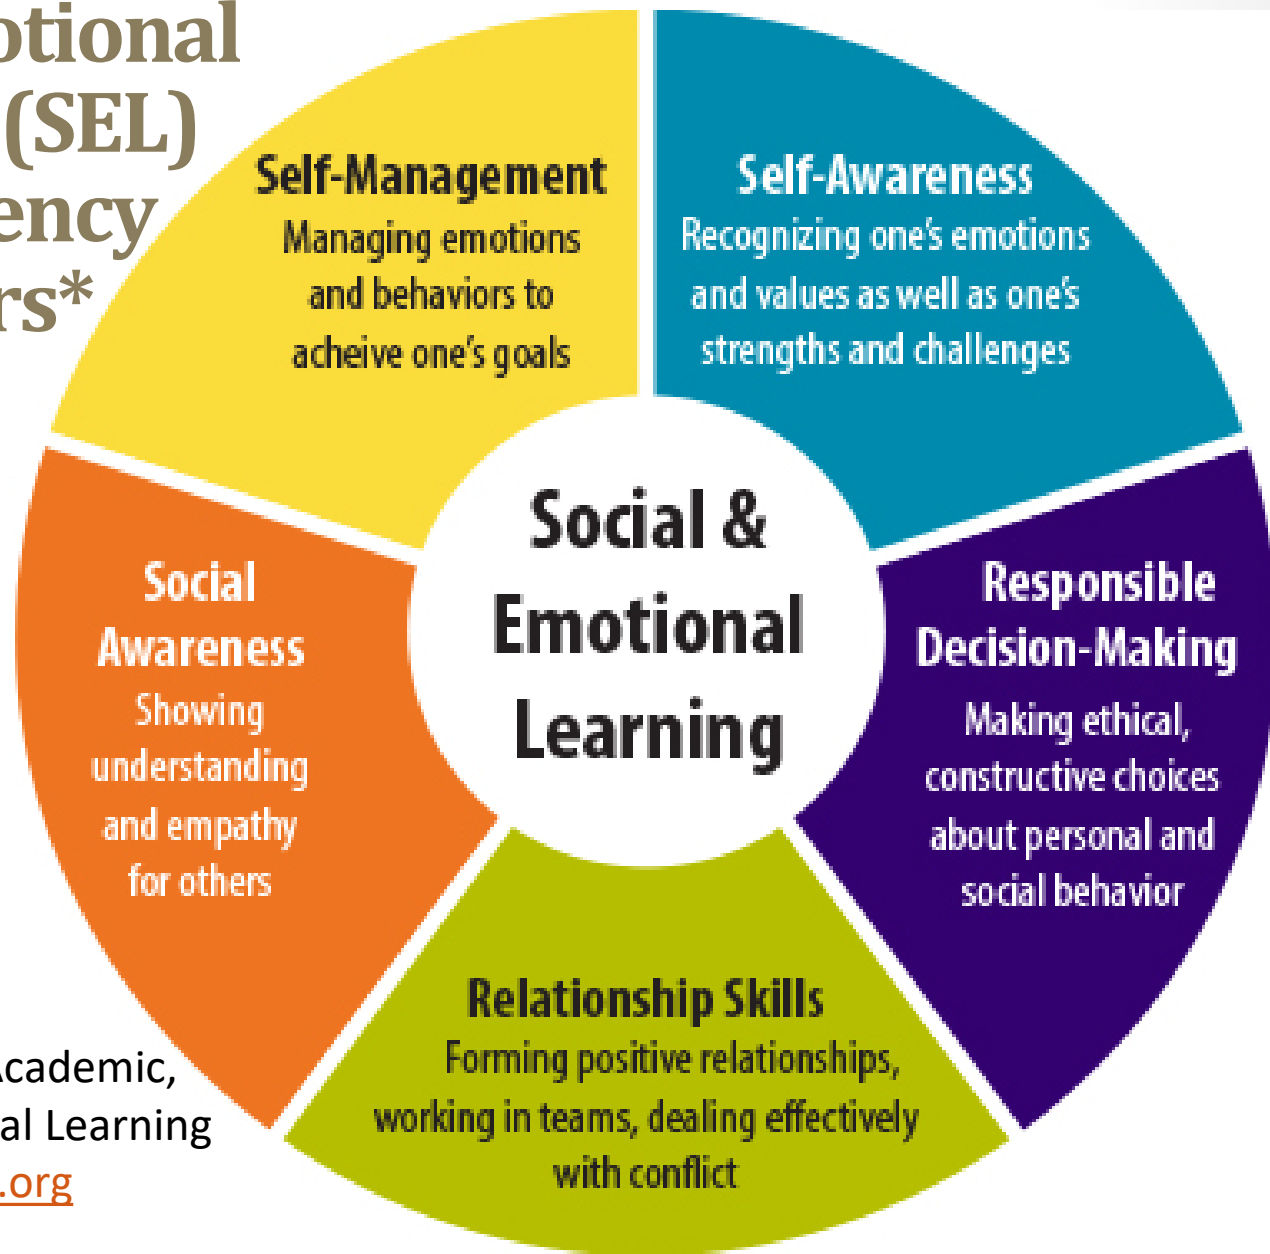 otional
(SEL)
ency
rs*
Self-Management
Managing emotions
and behaviors to
acheive one's goals
Self-Awareness
Recognizing one's emotions
and values as well as one's
strengths and challenges
Social &
Emotional
Learning
Social
Awareness
Showing
understanding
and empathy
for others
Responsible
Decision-Making
Making ethical,
constructive choices
about personal and
social behavior
Relationship Skills
Forming positive relationships,
working in teams, dealing effectively
with conflict
Academic,
al Learning
.org